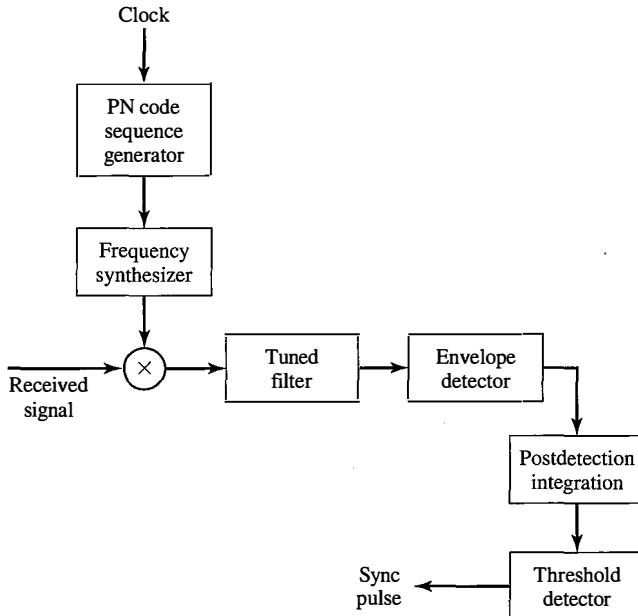 Clock
PN code
sequence
generator
Frequency
synthesizer
Received
signal
×
Tuned
filter
Envelope
detector
Postdetection
integration
Threshold
detector
Sync
pulse